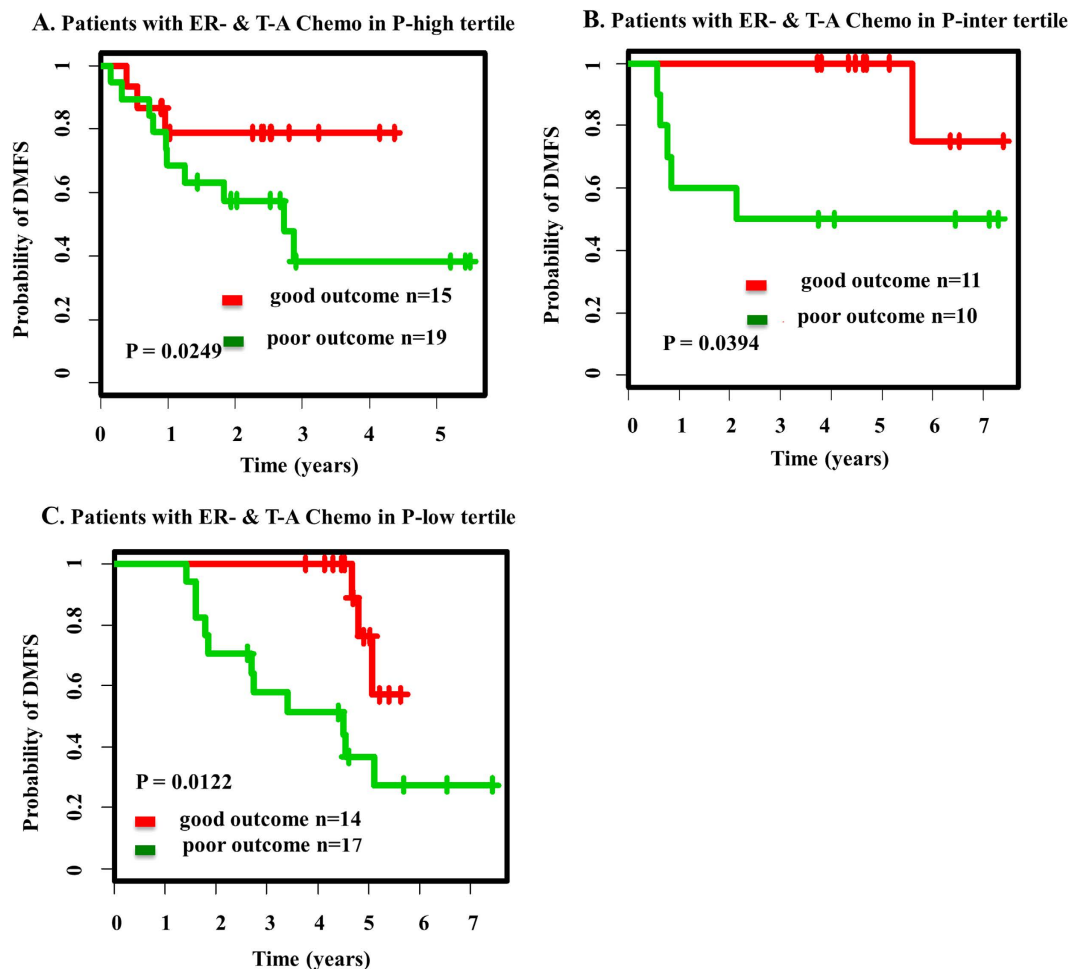 A. Patients with ER- & T-A Chemo in P-high tertile
Probability of DMFS
1
0.8
0.6
0.4
0.2
0
good outcome n=15
poor outcome n=19
P = 0.0249
0 1 2 3 4 5
Time (years)
B. Patients with ER- & T-A Chemo in P-inter tertile
Probability of DMFS
1
0.8
0.6
0.4
0.2
0
good outcome n=11
poor outcome n=10
P = 0.0394
0 1 2 3 4 5 6 7
Time (years)
C. Patients with ER- & T-A Chemo in P-low tertile
Probability of DMFS
1
0.8
0.6
0.4
0.2
0
P = 0.0122
good outcome n=14
poor outcome n=17
0 1 2 3 4 5 6 7
Time (years)